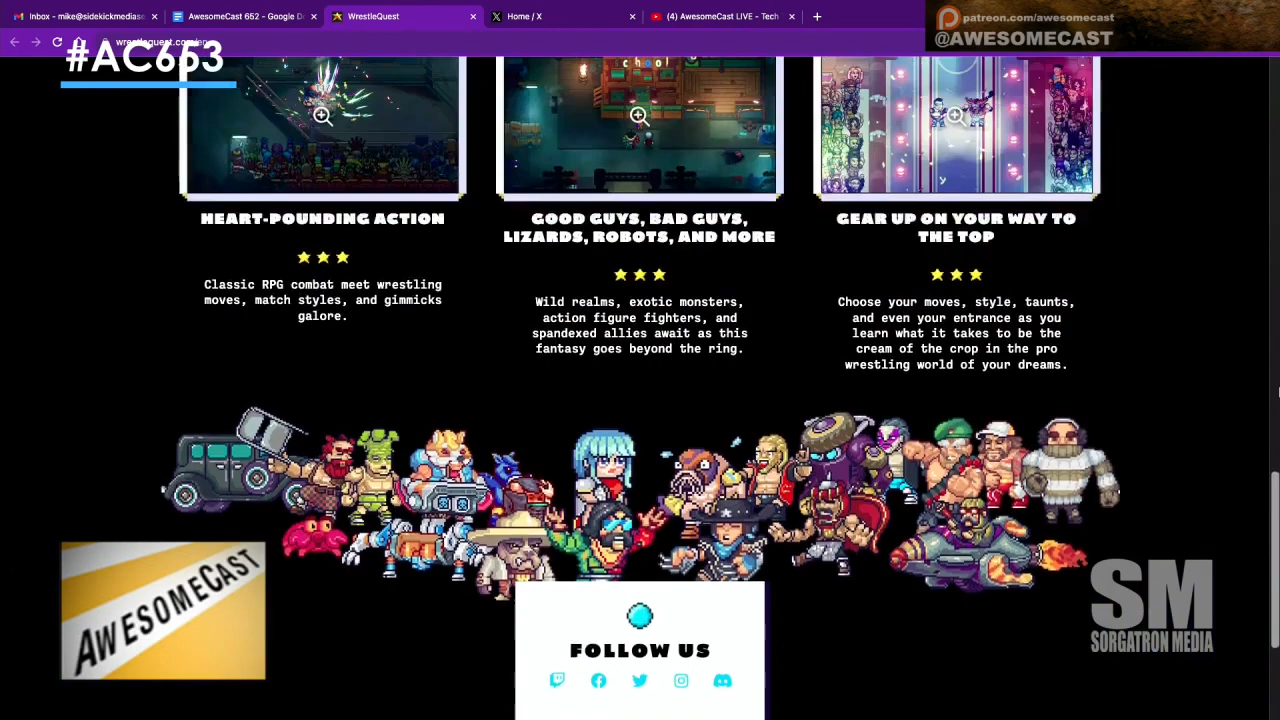 Inbox - mike@sidekickmediase
AwesomeCast 652 - Google Do
WrestleQuest
Home / X
(4) AwesomeCast LIVE - Tech
patreon.com/awesomecast
@AWESOMECAST
#AC653
chool
HEART-POUNDING ACTION
Classic RPG combat meet wrestling
moves, match styles, and gimmicks
galore.
GOOD GUYS, BAD GUYS,
LIZARDS, ROBOTS, AND MORE
Wild realms, exotic monsters,
action figure fighters, and
spandexed allies await as this
fantasy goes beyond the ring.
GEAR UP ON YOUR WAY TO
THE TOP
Choose your moves, style, taunts,
and even your entrance as you
learn what it takes to be the
cream of the crop in the pro
wrestling world of your dreams.
AWESOMECAST
FOLLOW US
SM
SORGATRON MEDIA